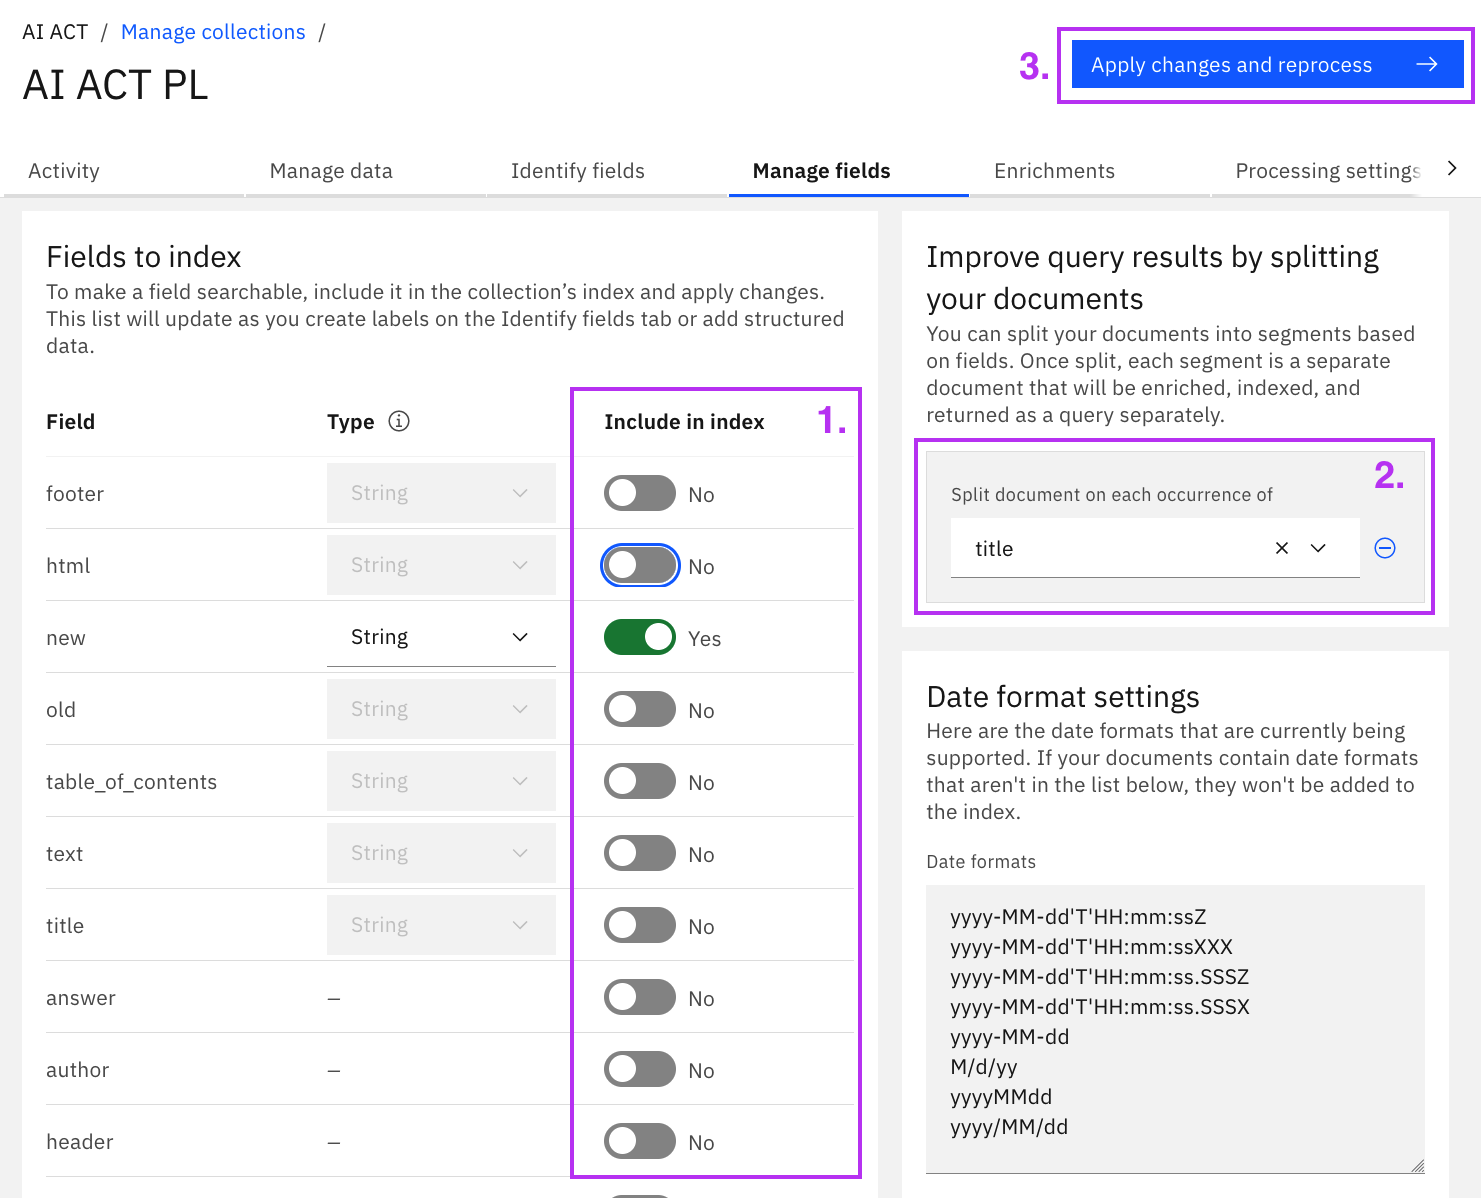 AI ACT / Manage collections /
AI ACT PL
3.
Apply changes and reprocess
Activity
Manage data
Identify fields
Manage fields
Enrichments
Processing settings
Fields to index
To make a field searchable, include it in the collection’s index and apply changes.
This list will update as you create labels on the Identify fields tab or add structured
data.
Field Type Include in index 1.
footer String No
html String No
new String Yes
old String No
table_of_contents String No
text String No
title String No
answer – No
author – No
header – No
Improve query results by splitting
your documents
You can split your documents into segments based
on fields. Once split, each segment is a separate
document that will be enriched, indexed, and
returned as a query separately.
2.
Split document on each occurrence of
title
Date format settings
Here are the date formats that are currently being
supported. If your documents contain date formats
that aren't in the list below, they won't be added to
the index.
Date formats
yyyy-MM-dd'T'HH:mm:ssZ
yyyy-MM-dd'T'HH:mm:ssXXX
yyyy-MM-dd'T'HH:mm:ss.SSSZ
yyyy-MM-dd'T'HH:mm:ss.SSSX
yyyy-MM-dd
M/d/yy
yyyyMMdd
yyyy/MM/dd